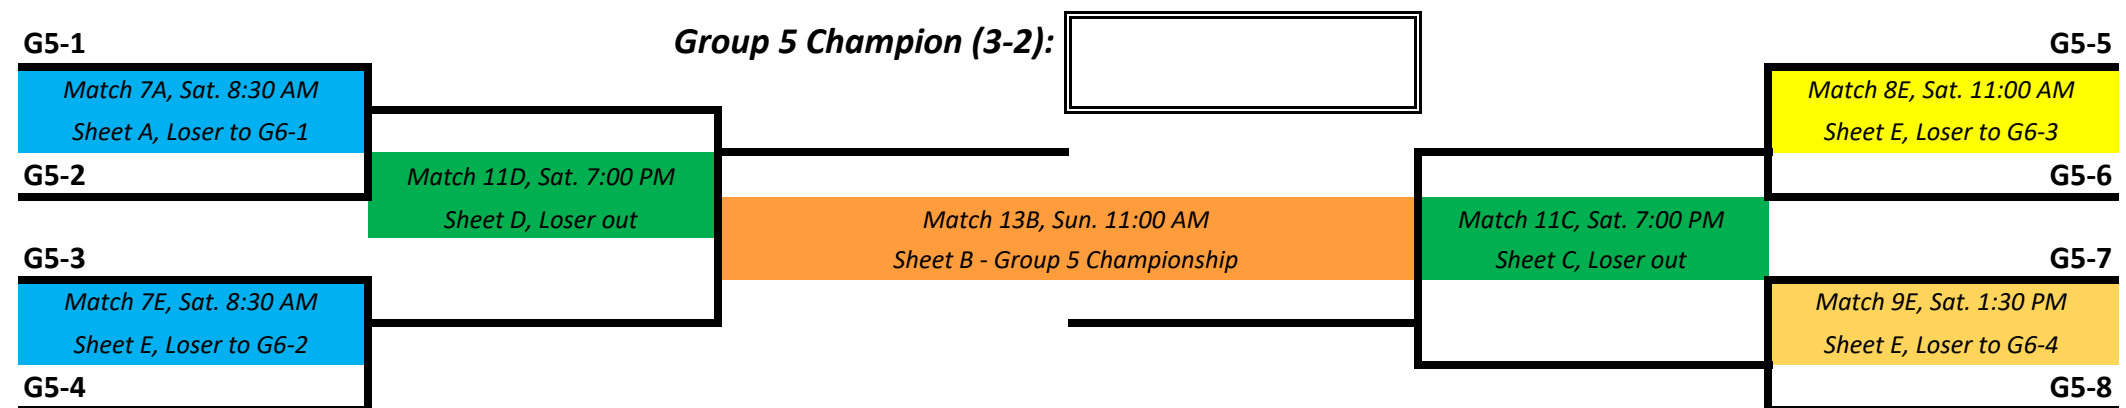 G5-1
Group 5 Champion (3-2):
G5-5
Match 7A, Sat. 8:30 AM
Sheet A, Loser to G6-1
Match 8E, Sat. 11:00 AM
Sheet E, Loser to G6-3
G5-2
Match 11D, Sat. 7:00 PM
Sheet D, Loser out
G5-6
Match 13B, Sun. 11:00 AM
Sheet B - Group 5 Championship
Match 11C, Sat. 7:00 PM
Sheet C, Loser out
G5-3
G5-7
Match 7E, Sat. 8:30 AM
Sheet E, Loser to G6-2
Match 9E, Sat. 1:30 PM
Sheet E, Loser to G6-4
G5-4
G5-8